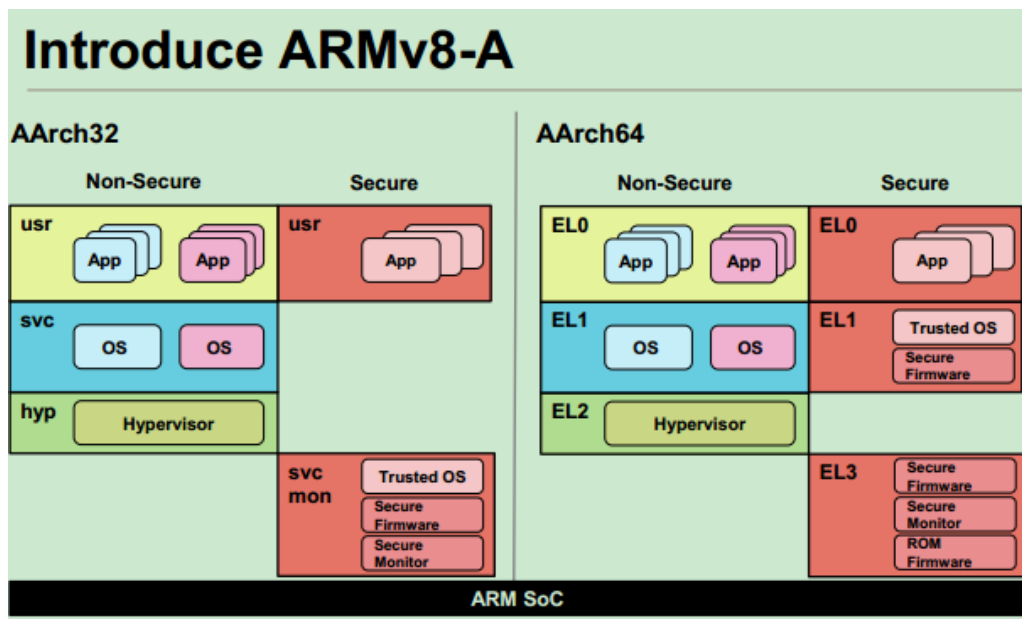 Introduce ARMv8-A
AArch32
Non-Secure
Secure
usr
App
App
usr
App
svc
OS
OS
hyp
Hypervisor
svc
mon
Trusted OS
Secure
Firmware
Secure
Monitor
AArch64
Non-Secure
Secure
EL0
App
App
EL0
App
EL1
OS
OS
EL1
Trusted OS
Secure
Firmware
EL2
Hypervisor
EL3
Secure
Firmware
Secure
Monitor
ROM
Firmware
ARM SoC